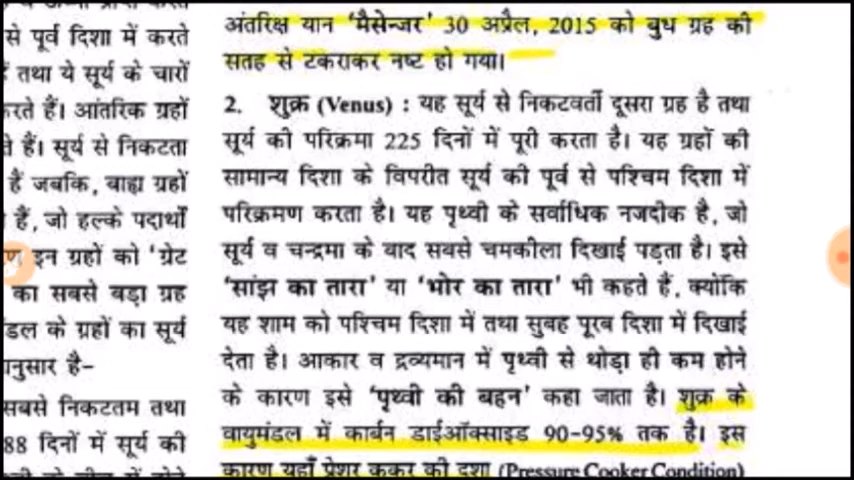 से पूर्व दिशा में करते
तथा ये सूर्य के चारों
करते हैं। आंतरिक ग्रहों
हैं। सूर्य से निकटता
हैं जबकि, बाह्य ग्रहों
हैं, जो हल्के पदार्थों
इन ग्रहों को 'ग्रेट
का सबसे बड़ा ग्रह
के ग्रहों का सूर्य
है–
सबसे निकटतम तथा
88 दिनों में सूर्य की
अंतरिक्ष यान 'मैसेन्जर' 30 अप्रैल, 2015 को बुध ग्रह की
सतह से टकराकर नष्ट हो गया।
2. शुक्र (Venus) : यह सूर्य से निकटवर्ती दूसरा ग्रह है तथा
सूर्य की परिक्रमा 225 दिनों में पूरी करता है। यह ग्रहों की
सामान्य दिशा के विपरीत सूर्य की पूर्व से पश्चिम दिशा में
परिक्रमण करता है। यह पृथ्वी के सर्वाधिक नजदीक है, जो
सूर्य व चन्द्रमा के बाद सबसे चमकीला दिखाई पड़ता है। इसे
'सांझ का तारा' या 'भोर का तारा' भी कहते हैं, क्योंकि
यह शाम को पश्चिम दिशा में तथा सुबह पूरब दिशा में दिखाई
देता है। आकार व द्रव्यमान में पृथ्वी से थोड़ा ही कम होने
के कारण इसे 'पृथ्वी की बहन' कहा जाता है। शुक्र के
वायुमंडल में कार्बन डाईऑक्साइड 90-95% तक है। इस
कारण यहाँ प्रेशर कुकर की दशा (Pressure Cooker Condition)